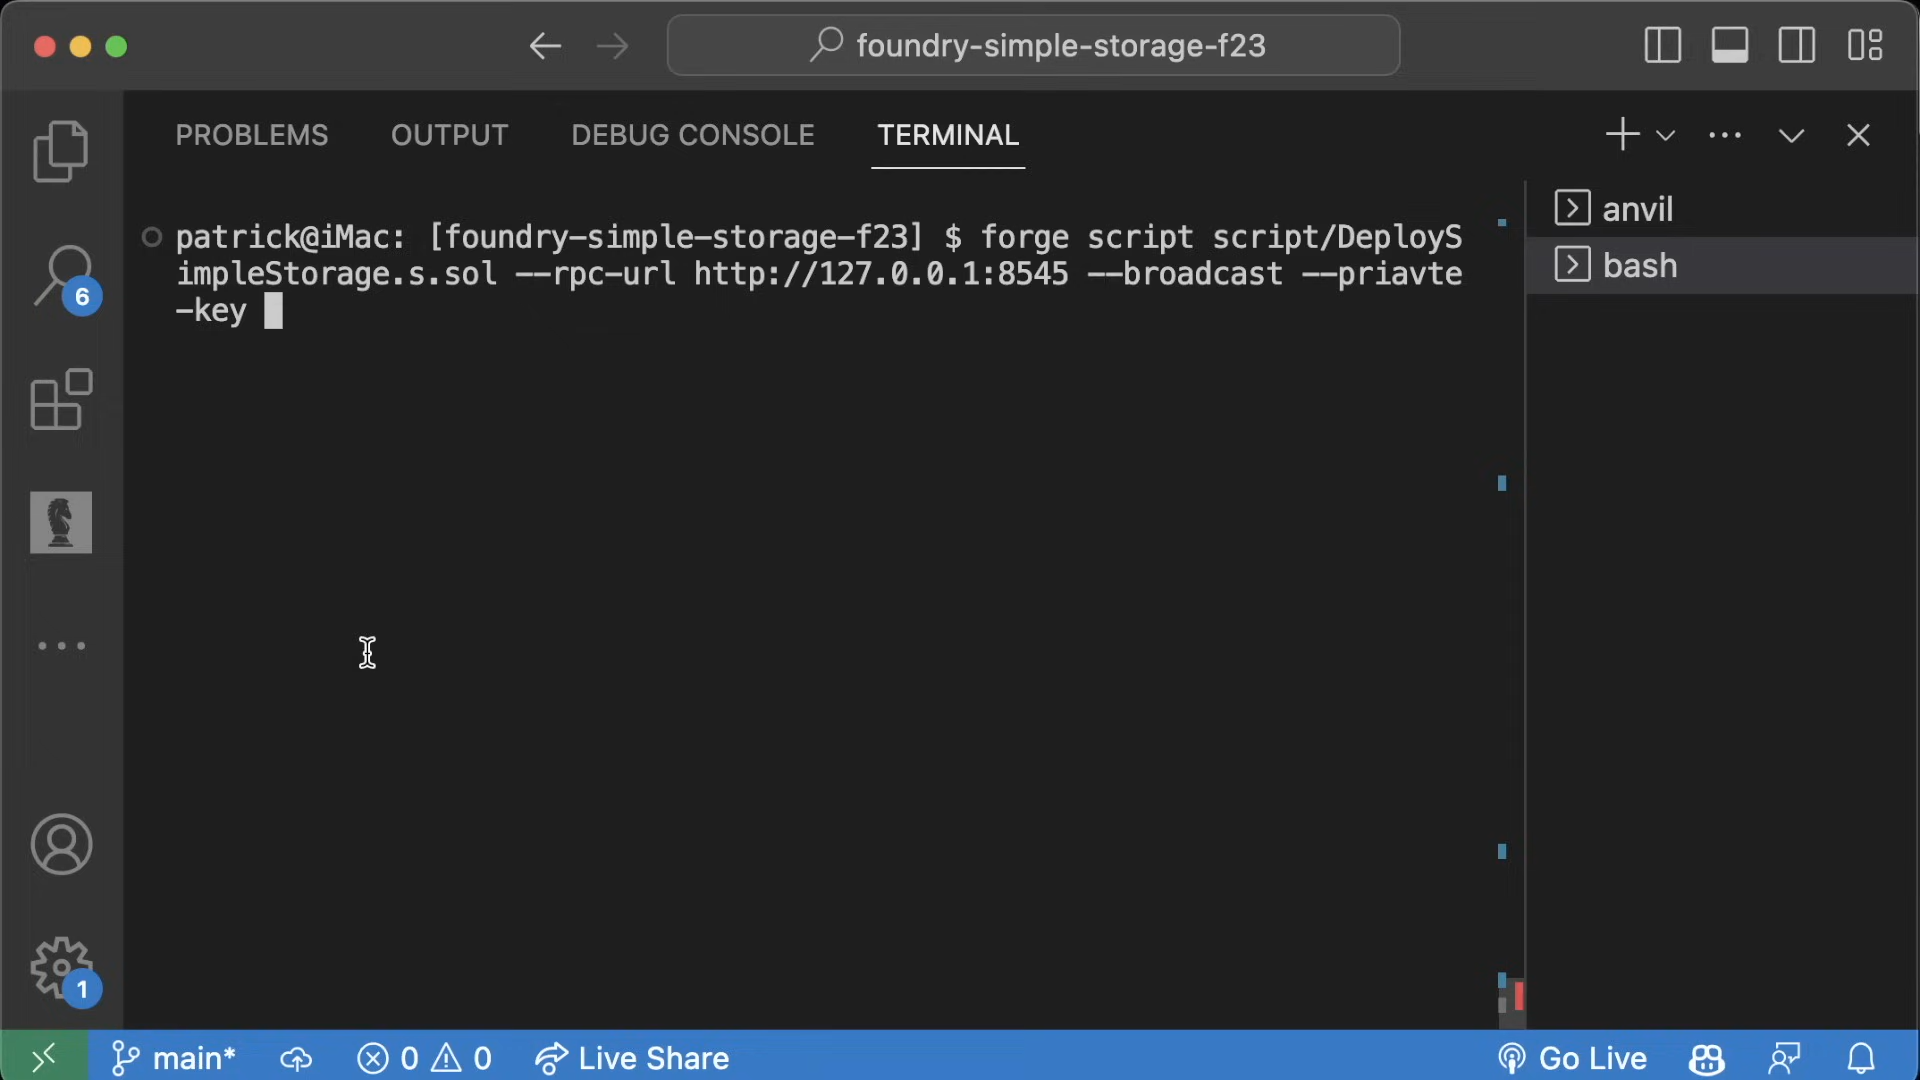 foundry-simple-storage-f23
PROBLEMS OUTPUT DEBUG CONSOLE TERMINAL
patrick@iMac: [foundry-simple-storage-f23] $ forge script script/DeployS
impleStorage.s.sol --rpc-url http://127.0.0.1:8545 --broadcast --priavte
-key
anvil
bash
6
1
main* 0 0 Live Share Go Live